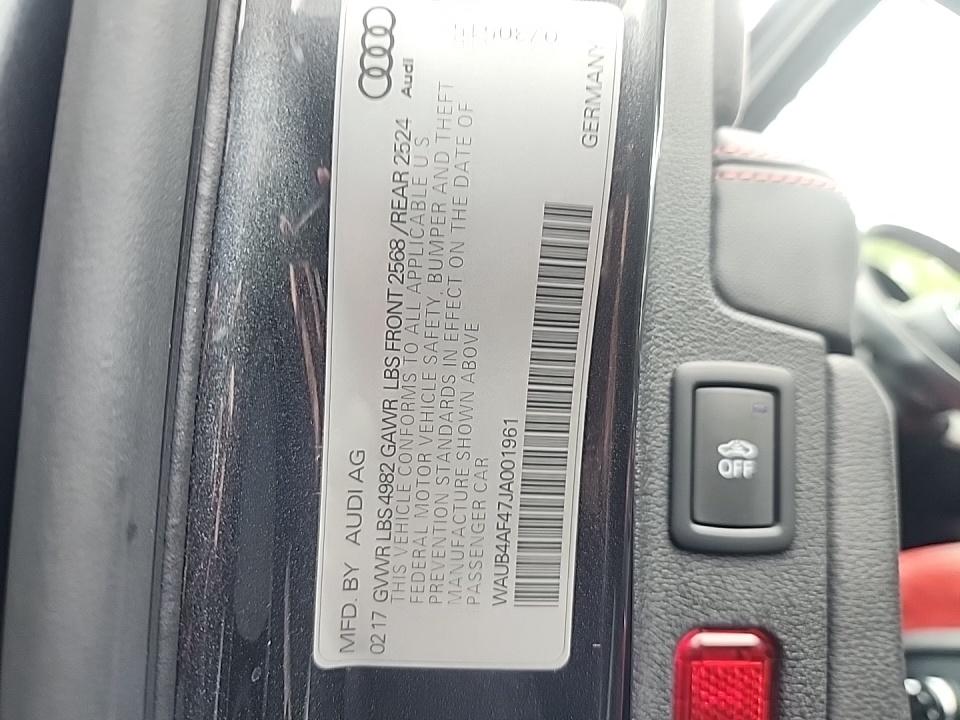 Audi
MFD. BY AUDI AG
02 17 GVWR LBS 4982 GAWR LBS FRONT 2568 /REAR 2524
THIS VEHICLE CONFORMS TO ALL APPLICABLE U S
FEDERAL MOTOR VEHICLE SAFETY, BUMPER AND THEFT
PREVENTION STANDARDS IN EFFECT ON THE DATE OF
MANUFACTURE SHOWN ABOVE
PASSENGER CAR
WAUB4AF47JA001961
GERMANY
OFF